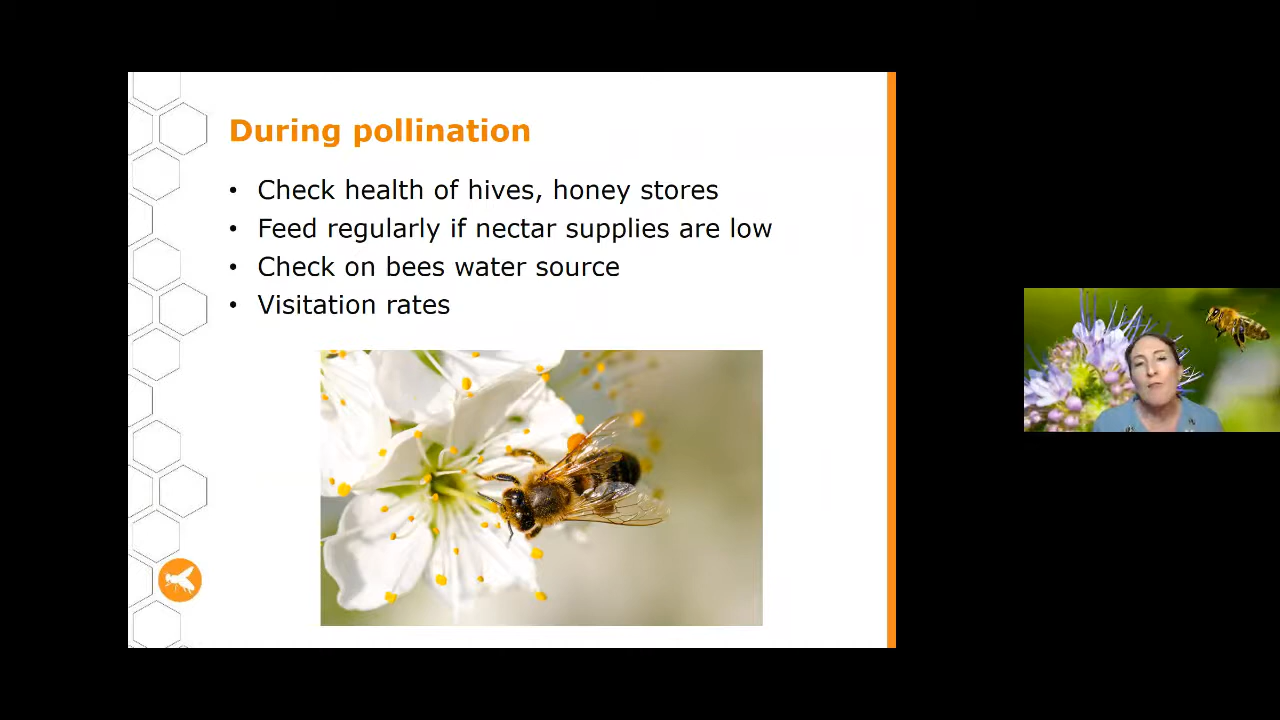 During pollination
• Check health of hives, honey stores
• Feed regularly if nectar supplies are low
• Check on bees water source
• Visitation rates